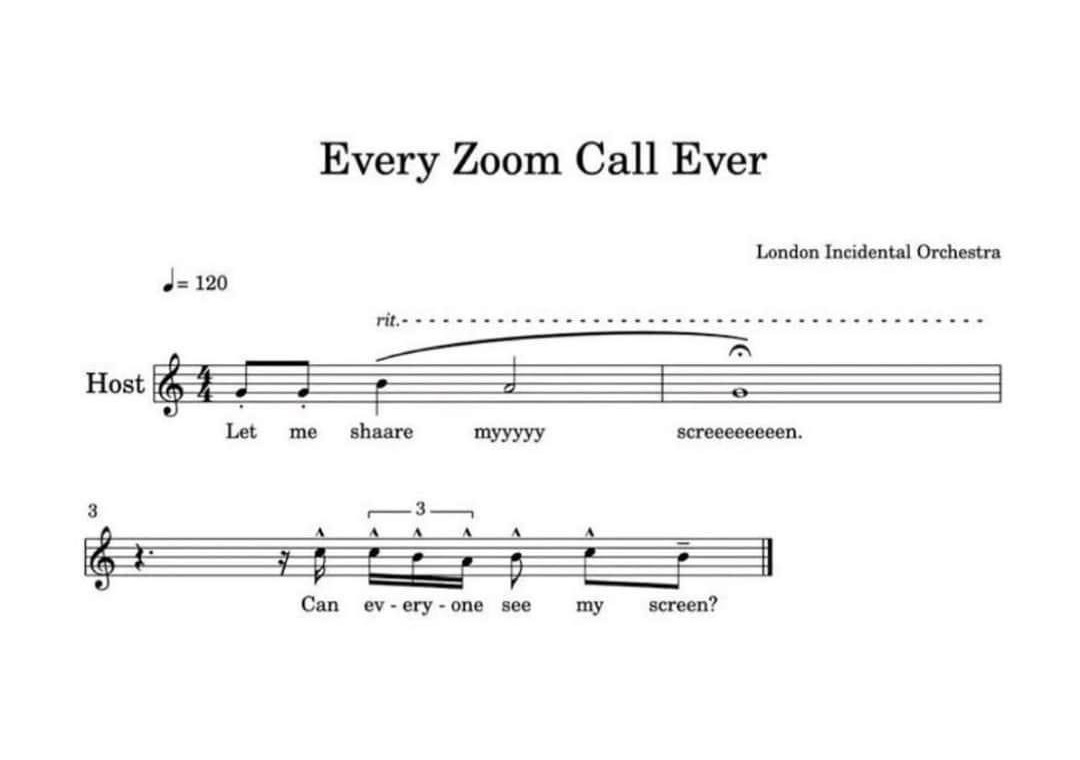 Every Zoom Call Ever
London Incidental Orchestra
= 120
rit.
Host
4
4
Let me shaare myyyyy screeeeeeeen.
3
3
Can ev - ery - one see my screen?